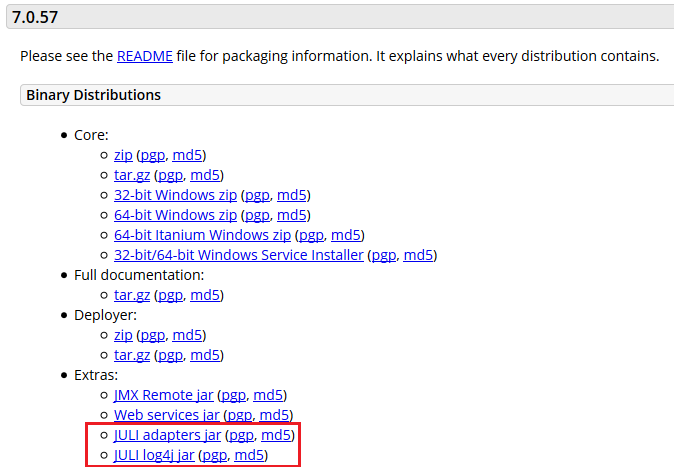 7.0.57
Please see the README file for packaging information. It explains what every distribution contains.
Binary Distributions
Core:
zip (pgp, md5)
tar.gz (pgp, md5)
32-bit Windows zip (pgp, md5)
64-bit Windows zip (pgp, md5)
64-bit Itanium Windows zip (pgp, md5)
32-bit/64-bit Windows Service Installer (pgp, md5)
Full documentation:
tar.gz (pgp, md5)
Deployer:
zip (pgp, md5)
tar.gz (pgp, md5)
Extras:
JMX Remote jar (pgp, md5)
Web services jar (pgp, md5)
JULI adapters jar (pgp, md5)
JULI log4j jar (pgp, md5)